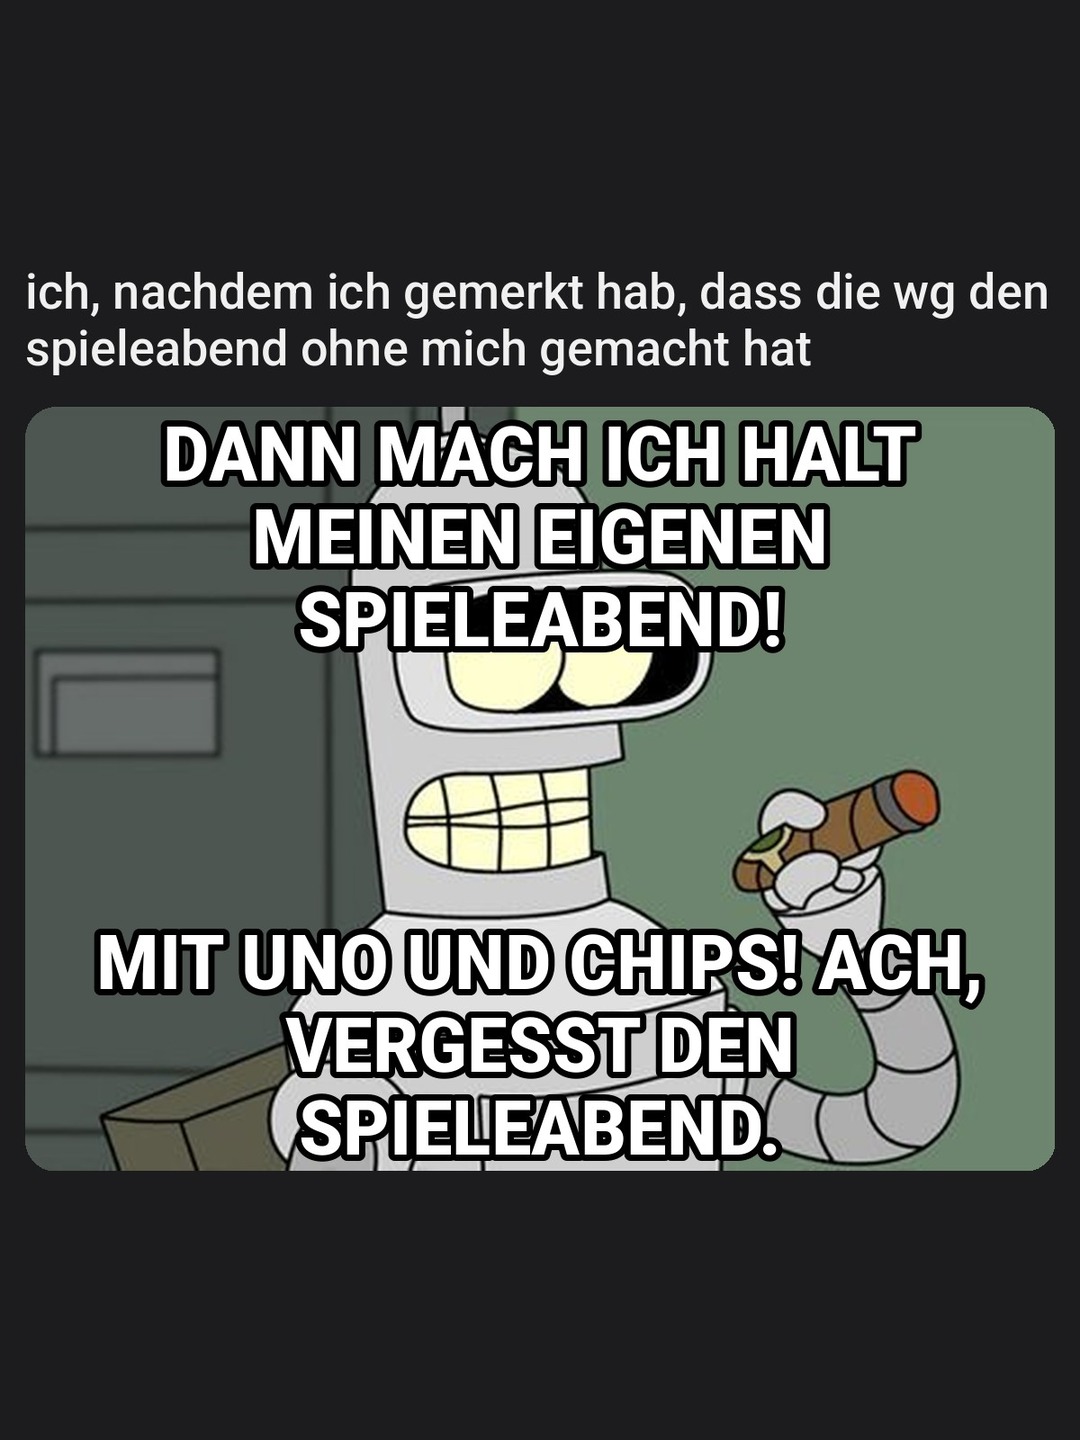 ich, nachdem ich gemerkt hab, dass die wg den
spieleabend ohne mich gemacht hat
DANN MACH ICH HALT
MEINEN EIGENEN
SPIELEABEND!
MIT UNO UND CHIPS! ACH,
VERGESST DEN
SPIELEABEND.